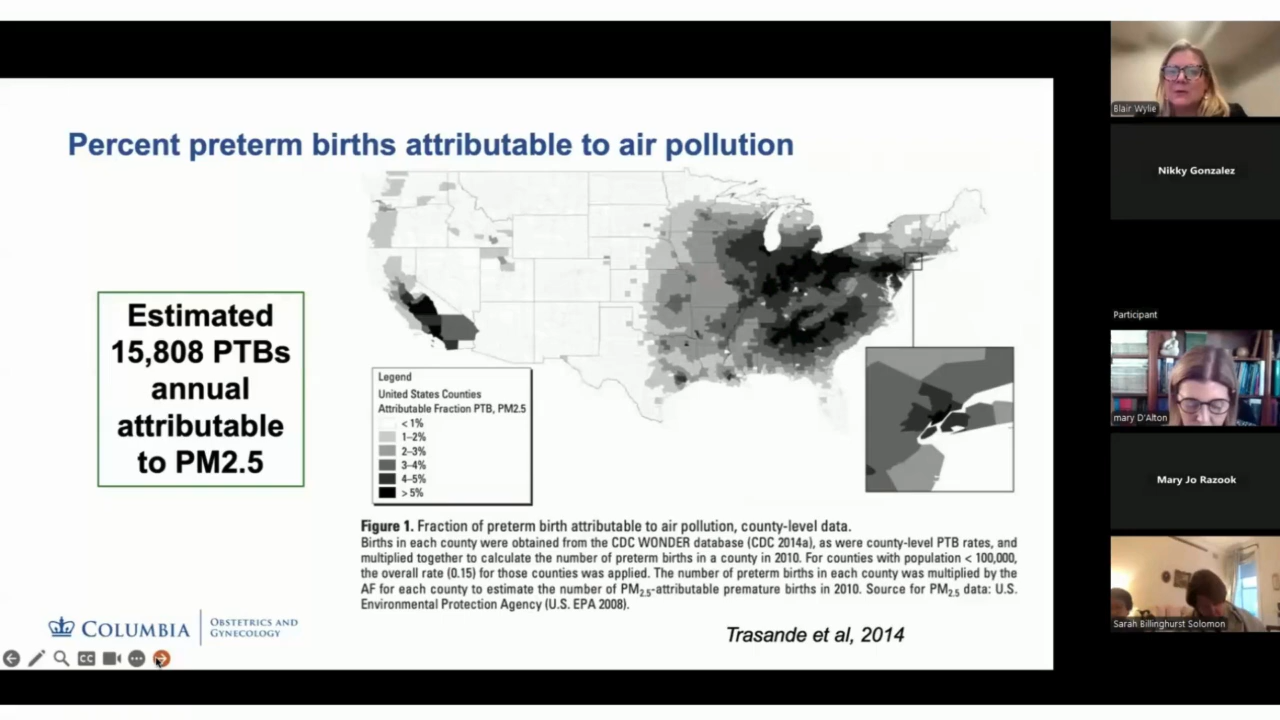 Percent preterm births attributable to air pollution
Estimated
15,808 PTBs
annual
attributable
to PM2.5
Legend
United States Counties
Attributable Fraction PTB, PM2.5
< 1%
1–2%
2–3%
3–4%
4–5%
> 5%
Figure 1. Fraction of preterm birth attributable to air pollution, county-level data.
Births in each county were obtained from the CDC WONDER database (CDC 2014a), as were county-level PTB rates, and
multiplied together to calculate the number of preterm births in a county in 2010. For counties with population < 100,000,
the overall rate (0.15) for those counties was applied. The number of preterm births in each county was multiplied by the
AF for each county to estimate the number of PM2.5-attributable premature births in 2010. Source for PM2.5 data: U.S.
Environmental Protection Agency (U.S. EPA 2008).
Trasande et al, 2014
COLUMBIA
OBSTETRICS AND
GYNECOLOGY
CC
Blair Wylie
Nikky Gonzalez
Participant
mary D'Alton
Mary Jo Razook
Sarah Billinghurst Solomon